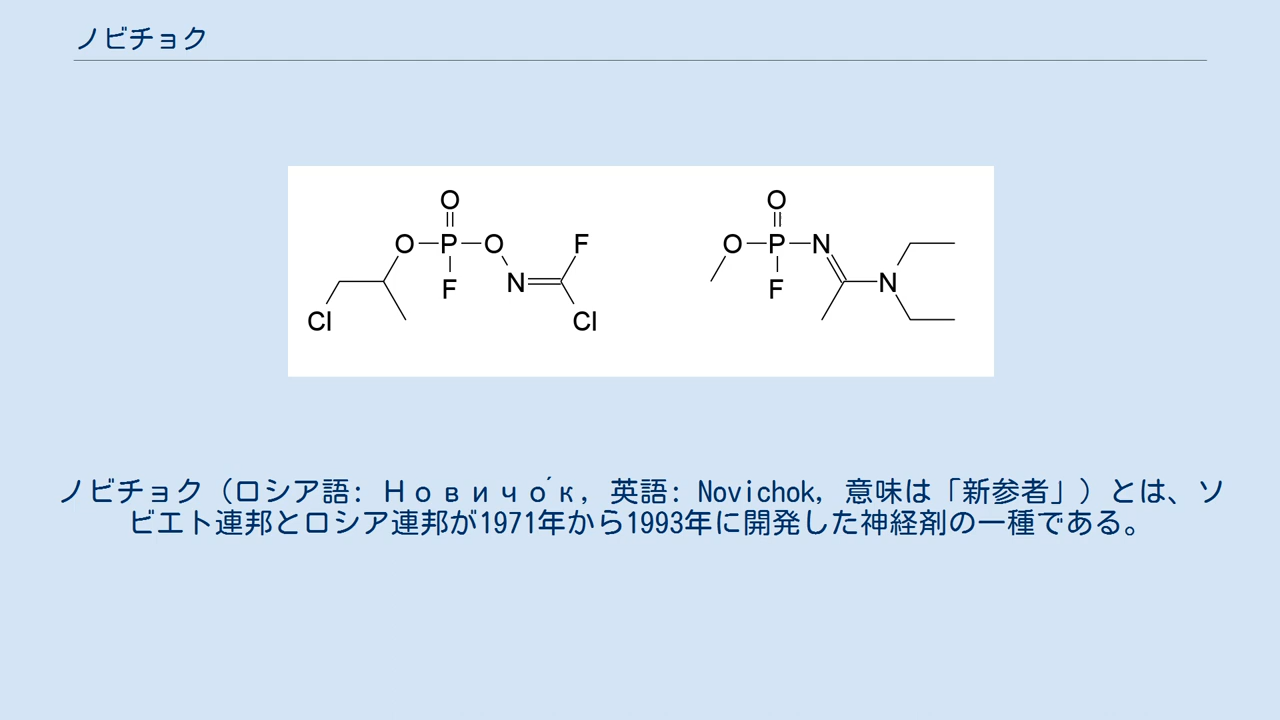 ノビチョク
O O
O P O F O P N
F N F N
Cl Cl
ノビチョク（ロシア語: Новичо́к, 英語: Novichok, 意味は「新参者」）とは、ソ
ビエト連邦とロシア連邦が1971年から1993年に開発した神経剤の一種である。